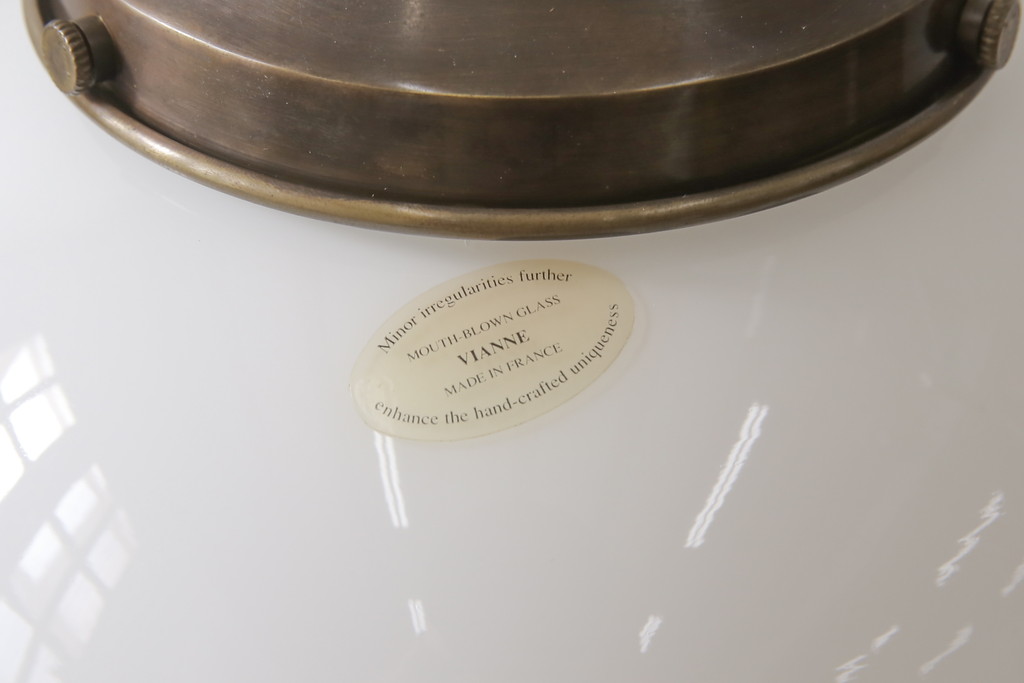 Minor irregularities further
MOUTH-BLOWN GLASS
VIANNE
MADE IN FRANCE
enhance the hand-crafted uniqueness